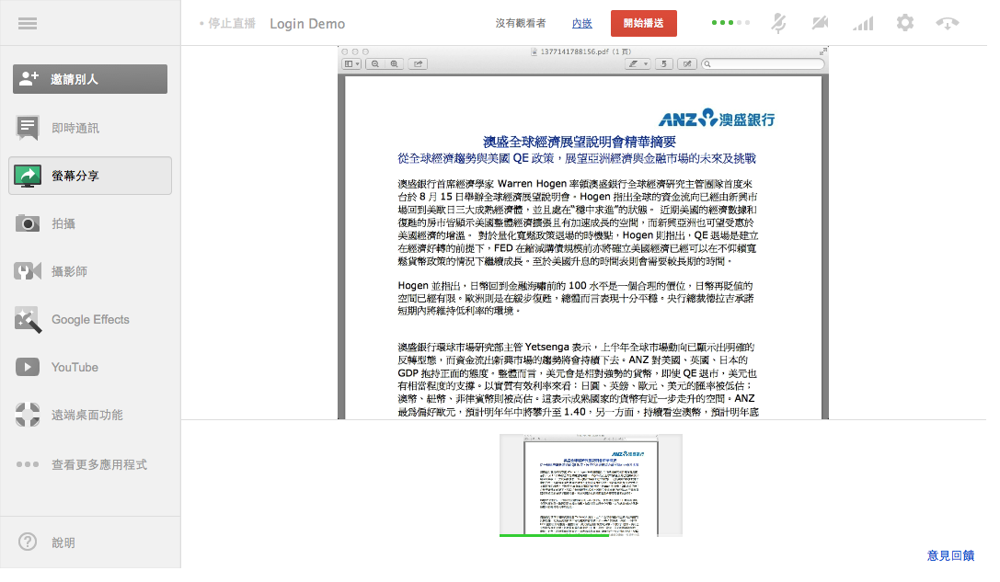 • 停止直播 Login Demo 沒有觀看者 內嵌 開始播送
邀請別人
即時通訊
螢幕分享
拍攝
攝影師
Google Effects
YouTube
遠端桌面功能
查看更多應用程式
說明
1377141788156.pdf（1 頁）
ANZ 澳盛銀行
澳盛全球經濟展望說明會精華摘要
從全球經濟趨勢與美國 QE 政策，展望亞洲經濟與金融市場的未來及挑戰
澳盛銀行首席經濟學家 Warren Hogen 率領澳盛銀行全球經濟研究主管團隊首度來
台於 8 月 15 日舉辦全球經濟展望說明會。Hogen 指出全球的資金流向已經由新興市
場回到美歐日三大成熟經濟體，並且處在“穩中求進”的狀態。 近期美國的經濟數據和
復甦的房市皆顯示美國整體經濟擴張且有加速成長的空間，而新興亞洲也可望受惠於
美國經濟的增溫。 對於量化寬鬆政策退場的時機點，Hogen 則指出，QE 退場是建立
在經濟好轉的前提下，FED 在縮減購債規模前亦將確立美國經濟已經可以在不仰賴寬
鬆貨幣政策的情況下繼續成長。至於美國升息的時間表則會需要較長期的時間。
Hogen 並指出，日幣回到金融海嘯前的 100 水平是一個合理的價位，日幣再貶值的
空間已經有限。歐洲則是在緩步復甦，總體而言表現十分平穩。央行總裁德拉吉承諾
短期內將維持低利率的環境。
澳盛銀行環球市場研究部主管 Yetsenga 表示，上半年全球市場動向已顯示出明確的
反轉型態，而資金流出新興市場的趨勢將會持續下去。ANZ 對美國、英國、日本的
GDP 抱持正面的態度。整體而言，美元會是相對強勢的貨幣，即使 QE 退市，美元也
有相當程度的支撐。以實質有效利率來看：日圓、英鎊、歐元、美元的匯率被低估；
澳幣、紐幣、菲律賓幣則被高估。這表示成熟國家的貨幣有近一步走升的空間。ANZ
最為偏好歐元，預計明年年中將攀升至 1.40，另一方面，持續看空澳幣，預計明年底
意見回饋